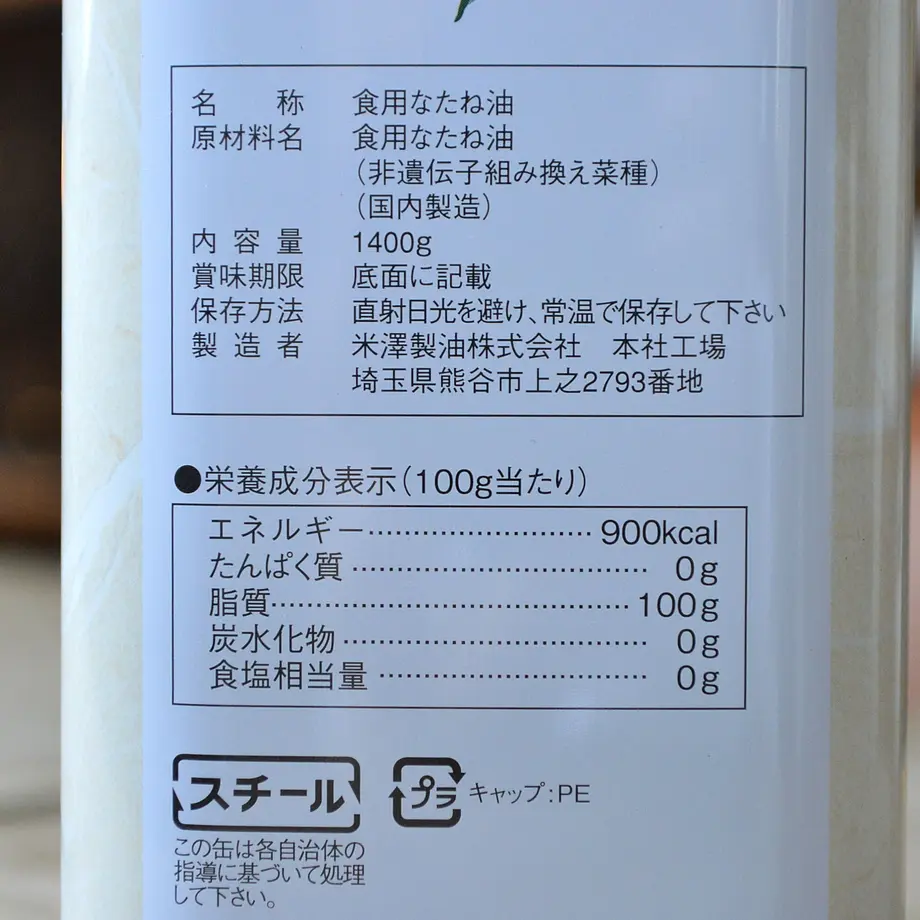 名称 食用なたね油
原材料名 食用なたね油
（非遺伝子組み換え菜種）
（国内製造）
内容量 1400g
賞味期限 底面に記載
保存方法 直射日光を避け、常温で保存して下さい
製造者 米澤製油株式会社 本社工場
埼玉県熊谷市上之2793番地
●栄養成分表示（100g当たり）
エネルギー…………………… 900kcal
たんぱく質…………………… 0g
脂質…………………… 100g
炭水化物…………………… 0g
食塩相当量…………………… 0g
スチール プラ キャップ:PE
この缶は各自治体の
指導に基づいて処理
して下さい。